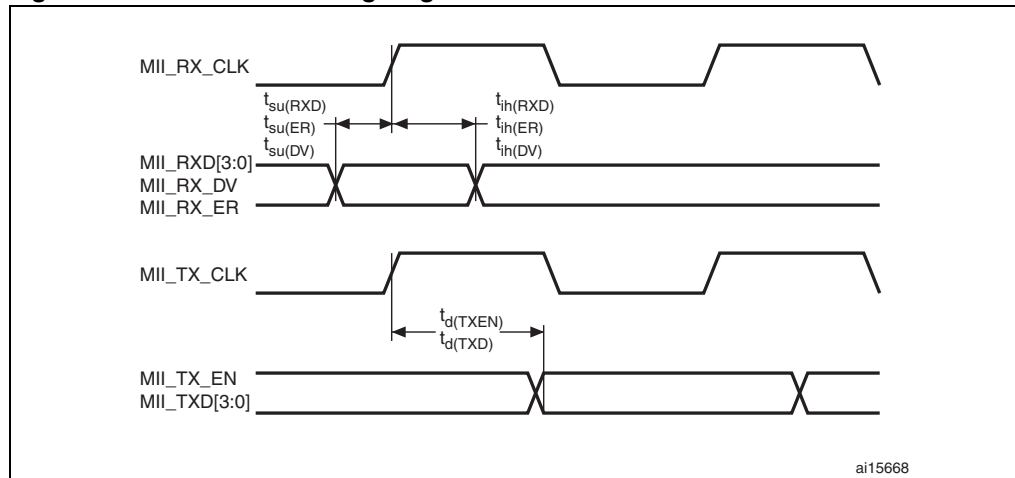 MII_RX_CLK
tsu(RXD)
tsu(ER)
tsu(DV)
tih(RXD)
tih(ER)
tih(DV)
MII_RXD[3:0]
MII_RX_DV
MII_RX_ER
MII_TX_CLK
td(TXEN)
td(TXD)
MII_TX_EN
MII_TXD[3:0]
ai15668